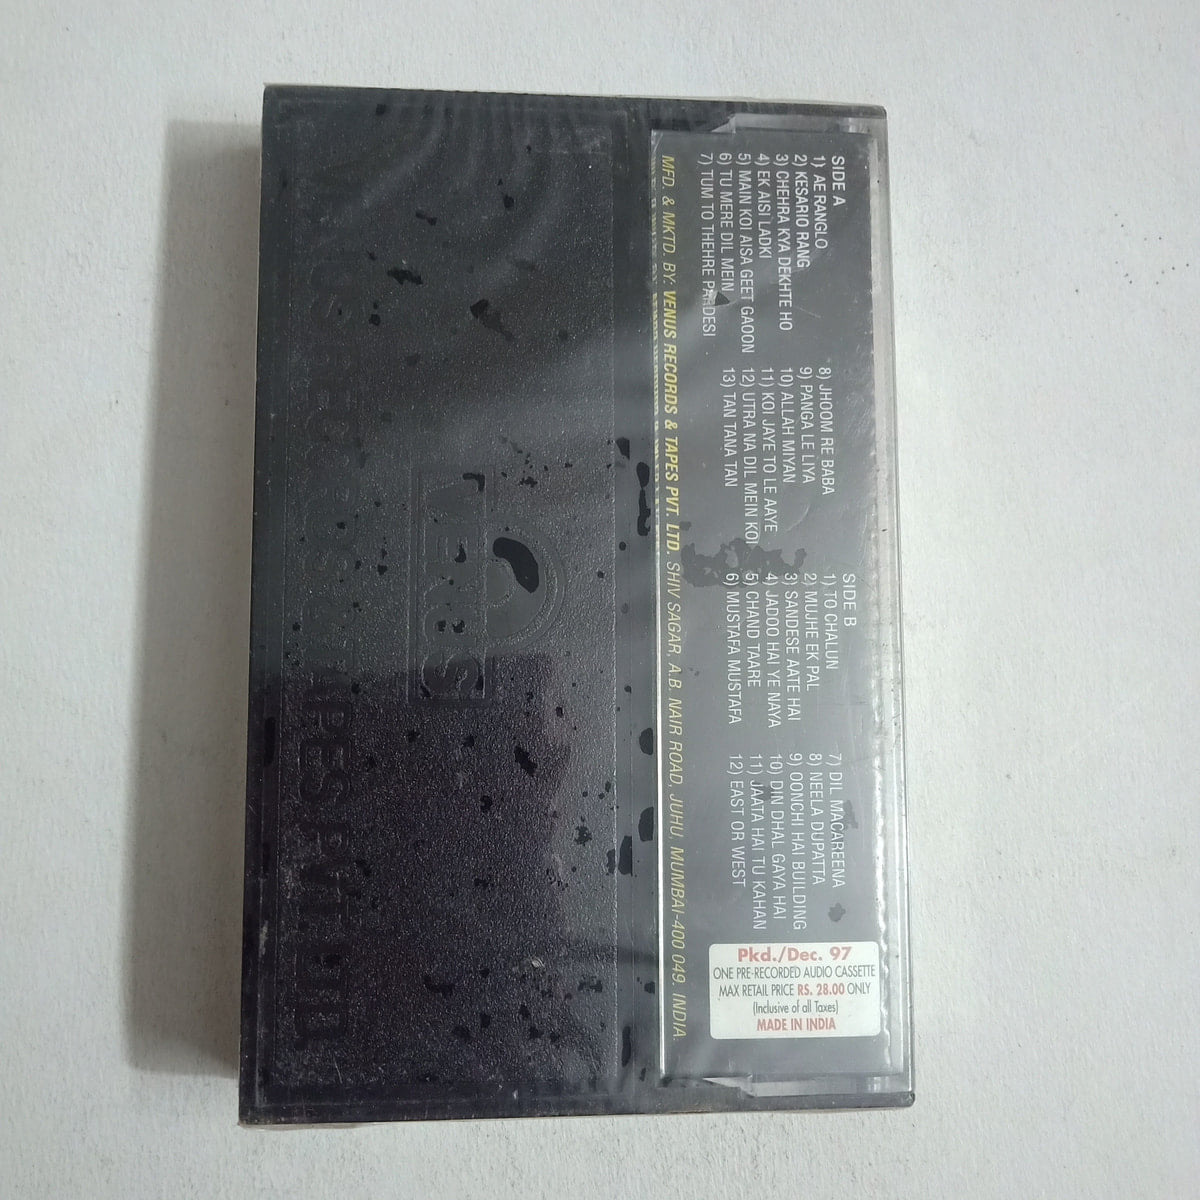 SIDE A
1) AE RANGLO
2) KESARIO RANG
3) CHEHRA KYA DEKHTE HO
4) EK AISI LADKI
5) MAIN KOI AISA GEET GAOON
6) TU MERE DIL MEIN
7) TUM TO THEHRE PARDESI
8) JHOOM RE BABA
9) PANGA LE LIYA
10) ALLAH MIYAN
11) KOI JAYE TO LE AAYE
12) UTRA NA DIL MEIN KOI
13) TAN TANA TAN
SIDE B
1) TO CHALUN
2) MUJHE EK PAL
3) SANDESE AATE HAI
4) JADOO HAI YE NAYA
5) CHAND TAARE
6) MUSTAFA MUSTAFA
7) DIL MACAREENA
8) NEELA DUPATTA
9) OONCHI HAI BUILDING
10) DIN DHAL GAYA HAI
11) JAATA HAI TU KAHAN
12) EAST OR WEST
MFD. & MKTD. BY: VENUS RECORDS & TAPES PVT. LTD. SHIV SAGAR, A.B. NAIR ROAD, JUHU, MUMBAI-400 049. INDIA.
Pkd./Dec. 97
ONE PRE-RECORDED AUDIO CASSETTE
MAX RETAIL PRICE RS. 28.00 ONLY
(Inclusive of all Taxes)
MADE IN INDIA
VENUS
TAPES PVT. LTD.